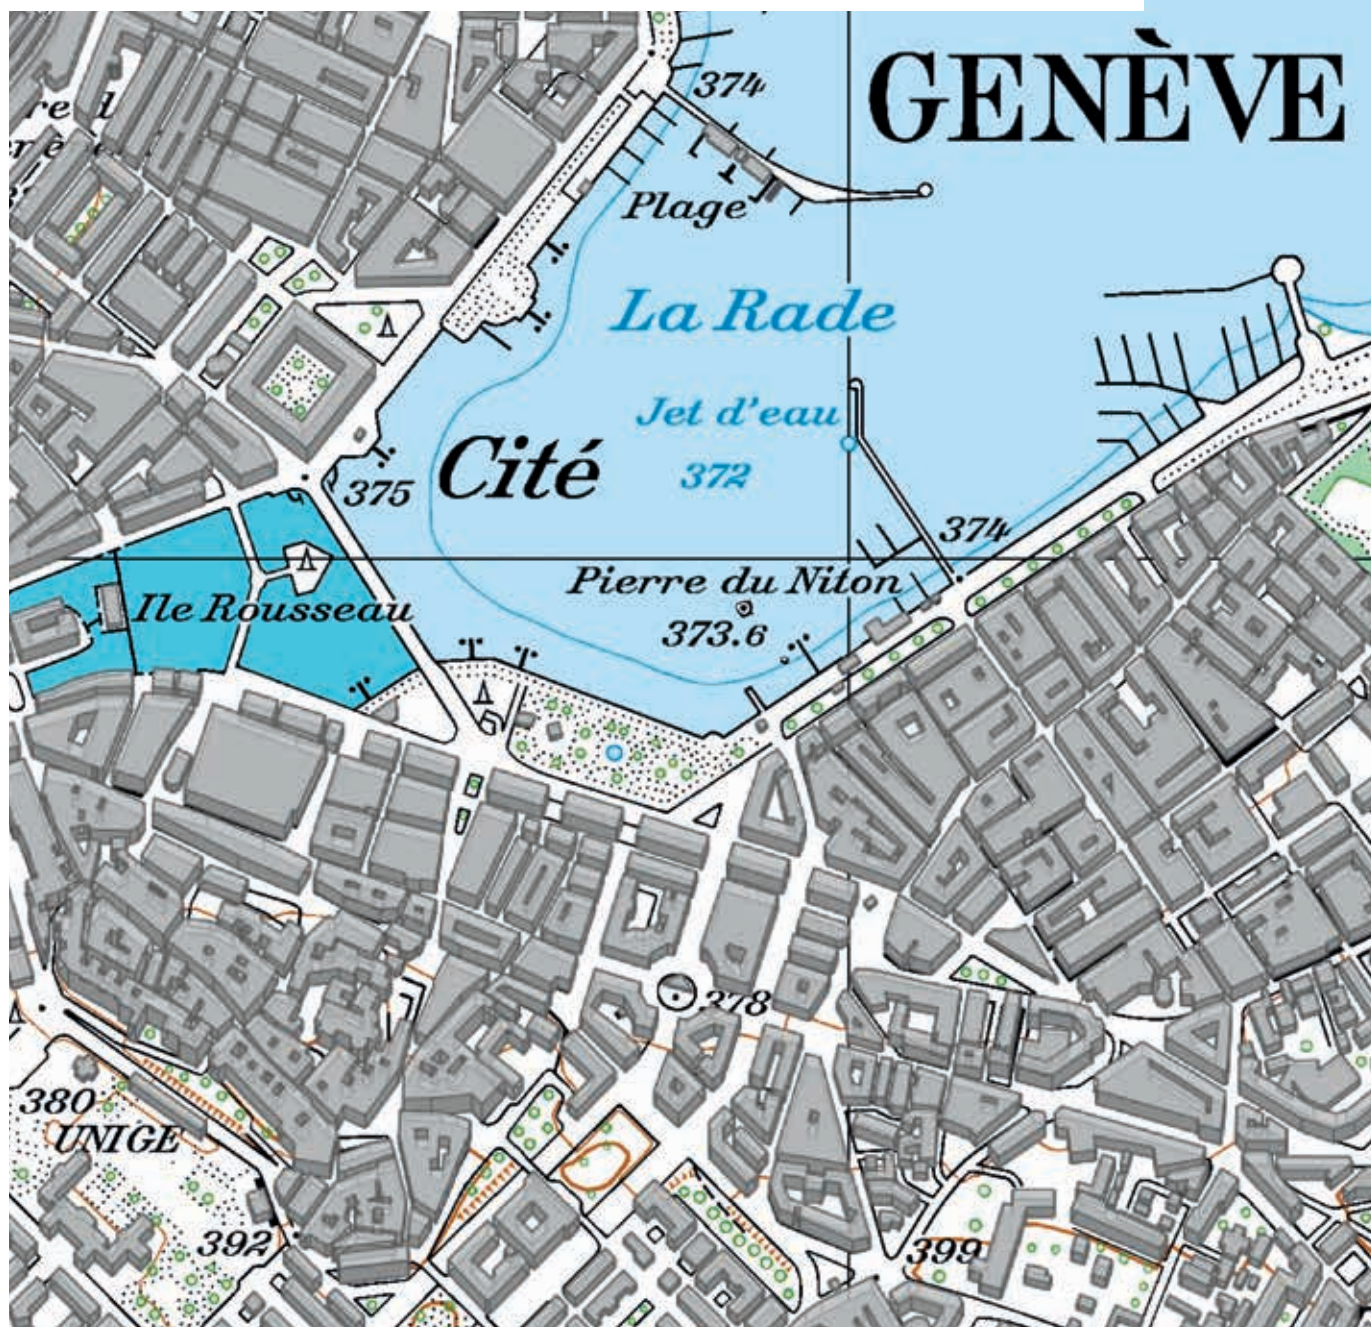 GENÈVE
374
Plage
La Rade
Jet d'eau
372
Cité
375
374
Pierre du Niton
373.6
Ile Rousseau
378
380
UNIGE
392
399